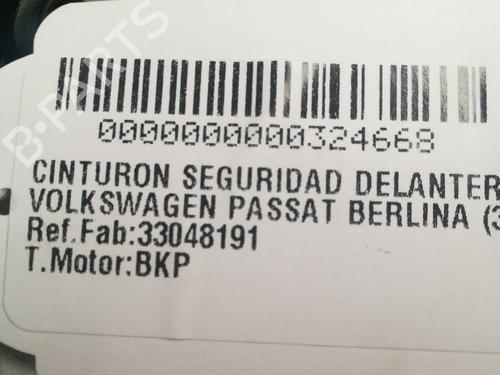 B-PARTS
0000000000324668
CINTURON SEGURIDAD DELANTER
VOLKSWAGEN PASSAT BERLINA (3
Ref.Fab:33048191
T.Motor:BKP